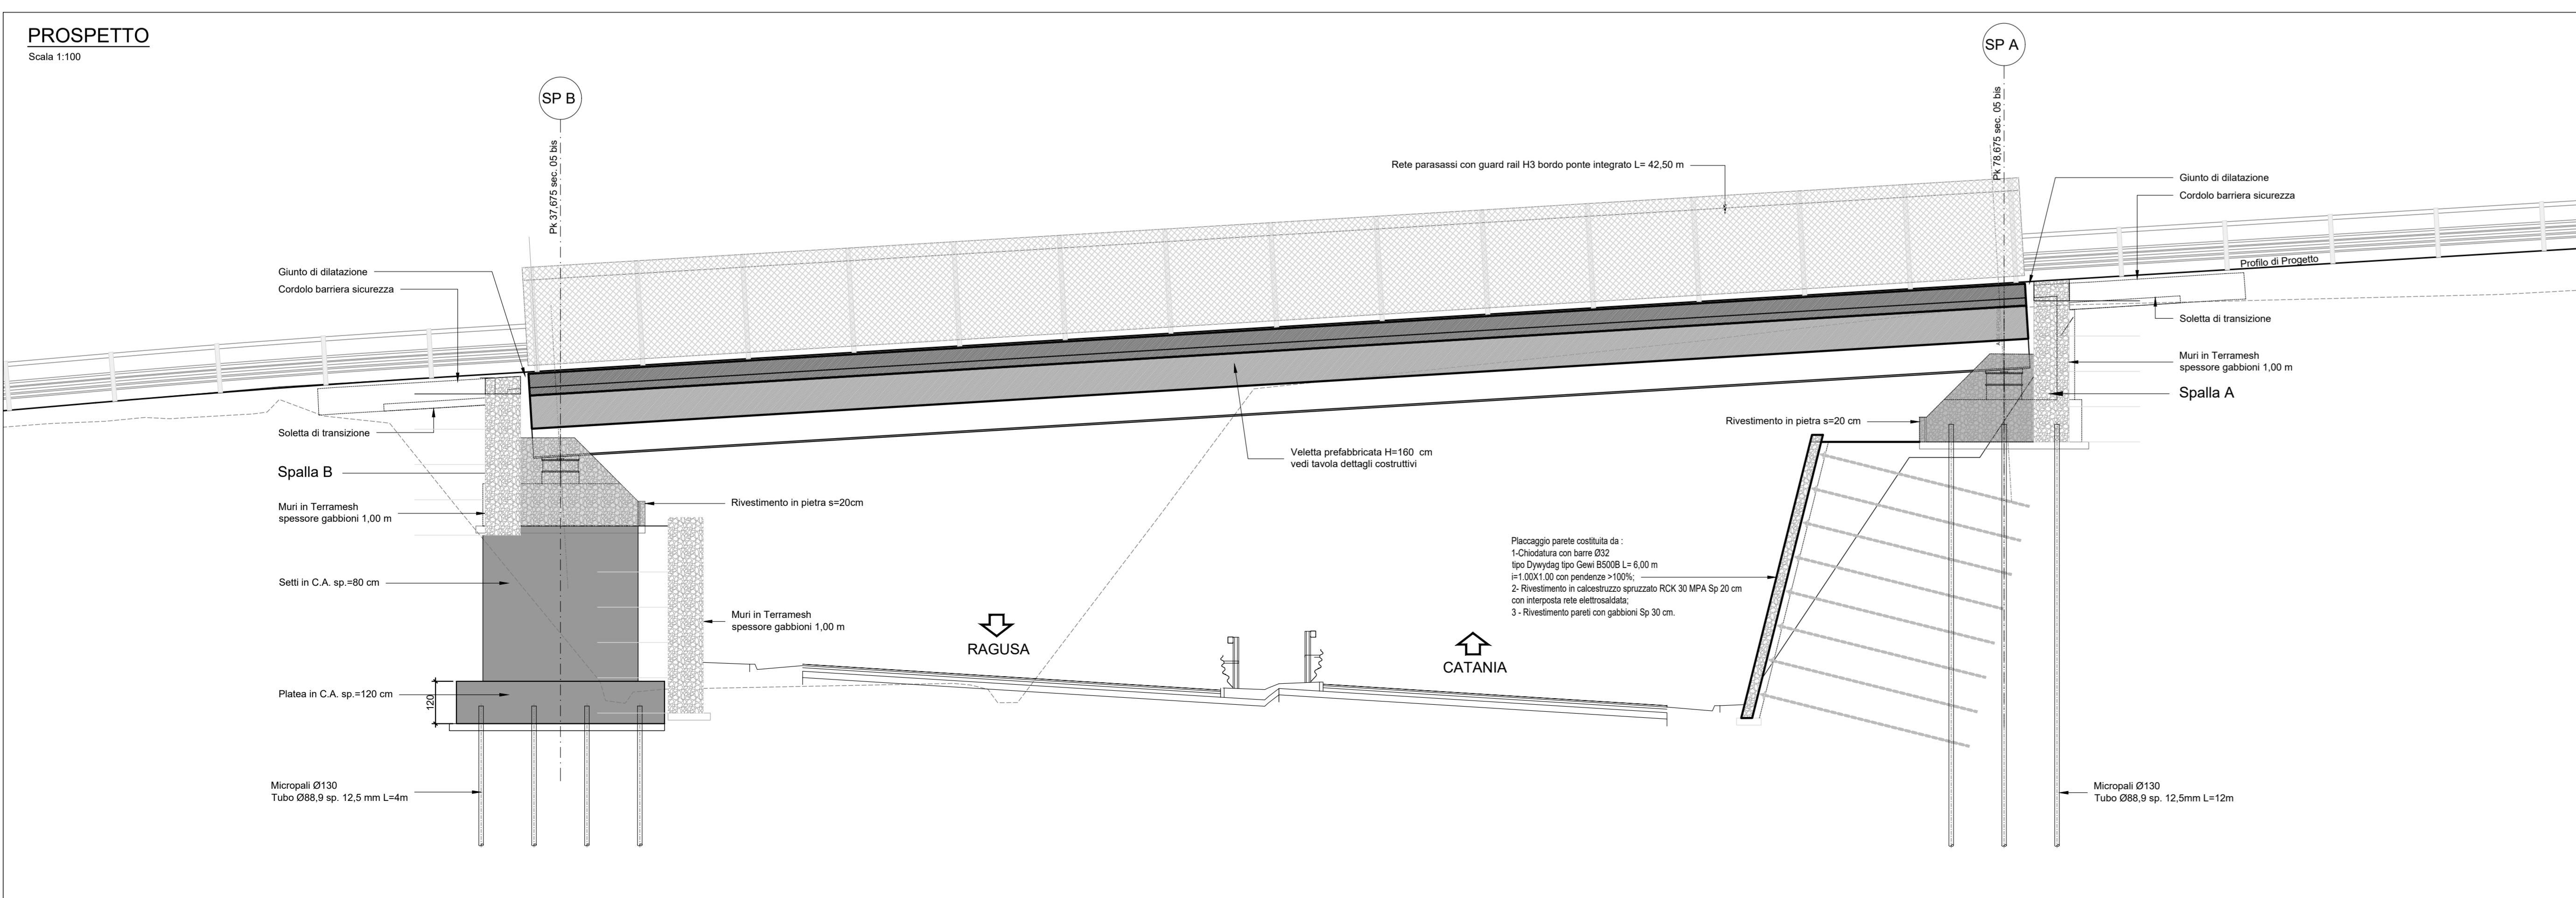 PROSPETTO
Scala 1:100
SP B
Pk 37,675 sec. 05 bis
SP A
Pk 78,675 sec. 05 bis
Rete parasassi con guard rail H3 bordo ponte integrato L= 42,50 m
Giunto di dilatazione
Cordolo barriera sicurezza
Profilo di Progetto
Soletta di transizione
Muri in Terramesh
spessore gabbioni 1,00 m
Spalla A
Rivestimento in pietra s=20 cm
Giunto di dilatazione
Cordolo barriera sicurezza
Soletta di transizione
Spalla B
Muri in Terramesh
spessore gabbioni 1,00 m
Rivestimento in pietra s=20cm
Veletta prefabbricata H=160 cm
vedi tavola dettagli costruttivi
Setti in C.A. sp.=80 cm
Muri in Terramesh
spessore gabbioni 1,00 m
Platea in C.A. sp.=120 cm
120
RAGUSA
CATANIA
Placcaggio parete costituita da :
1-Chiodatura con barre Ø32
tipo Dywydag tipo Gewi B500B L= 6,00 m
i=1.00X1.00 con pendenze >100%;
2- Rivestimento in calcestruzzo spruzzato RCK 30 MPA Sp 20 cm
con interposta rete elettrosaldata;
3 - Rivestimento pareti con gabbioni Sp 30 cm.
Micropali Ø130
Tubo Ø88,9 sp. 12,5 mm L=4m
Micropali Ø130
Tubo Ø88,9 sp. 12,5mm L=12m